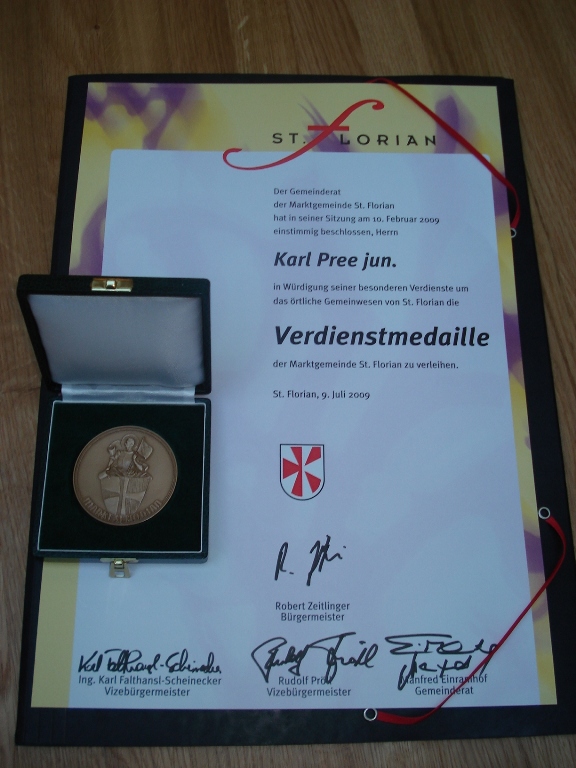 ST. FLORIAN
Der Gemeinderat
der Marktgemeinde St. Florian
hat in seiner Sitzung am 10. Februar 2009
einstimmig beschlossen, Herrn
Karl Pree jun.
in Würdigung seiner besonderen Verdienste um
das örtliche Gemeinwesen von St. Florian die
Verdienstmedaille
der Marktgemeinde St. Florian zu verleihen.
St. Florian, 9. Juli 2009
Robert Zeitlinger
Bürgermeister
Karl Falthansl-Scheinecker
Ing. Karl Falthansl-Scheinecker
Vizebürgermeister
Rudolf
Vizebürgermeister
Manfred Einramhof
Gemeinderat